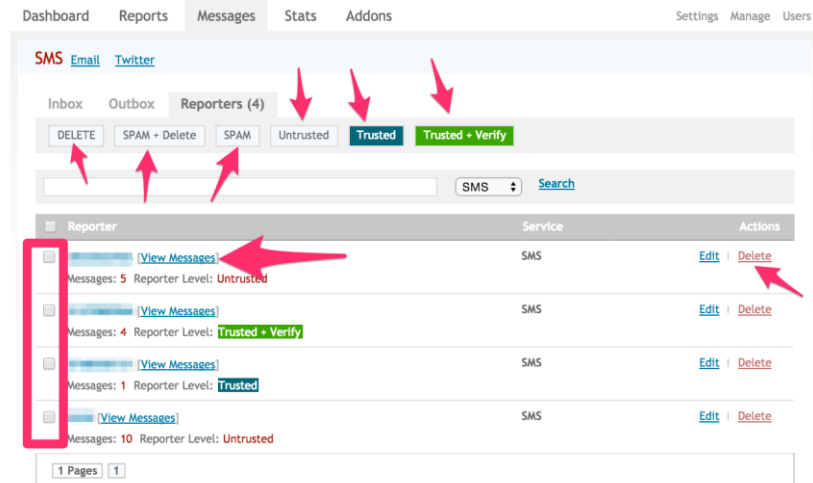 Dashboard Reports Messages Stats Addons Settings Manage Users
SMS Email Twitter
Inbox Outbox Reporters (4)
DELETE SPAM + Delete SPAM Untrusted Trusted Trusted + Verify
SMS Search
Reporter Service Actions
[View Messages] SMS Edit | Delete
Messages: 5 Reporter Level: Untrusted
[View Messages] SMS Edit | Delete
Messages: 4 Reporter Level: Trusted + Verify
[View Messages] SMS Edit | Delete
Messages: 1 Reporter Level: Trusted
[View Messages] SMS Edit | Delete
Messages: 10 Reporter Level: Untrusted
1 Pages 1